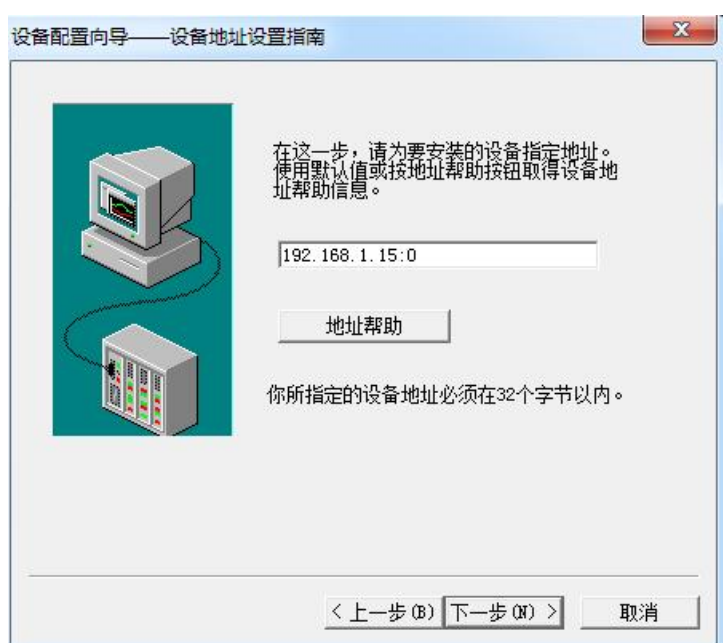 设备配置向导——设备地址设置指南
X
在这一步，请为要安装的设备指定地址。
使用默认值或按地址帮助按钮取得设备地
址帮助信息。
192.168.1.15:0
地址帮助
你所指定的设备地址必须在32个字节以内。
< 上一步(B) 下一步(N) > 取消